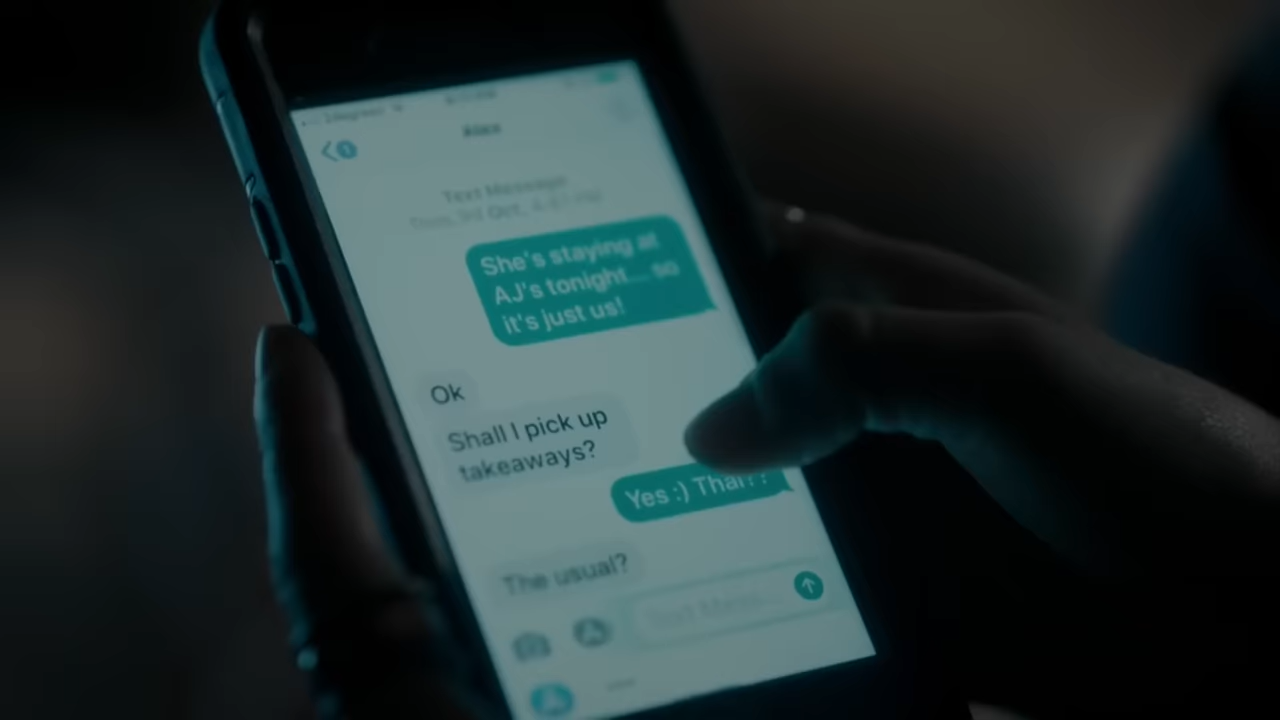 Alex
Text Message
She's staying at
AJ's tonight... so
it's just us!
Ok
Shall I pick up
takeaways?
Yes :) Thai??
The usual?